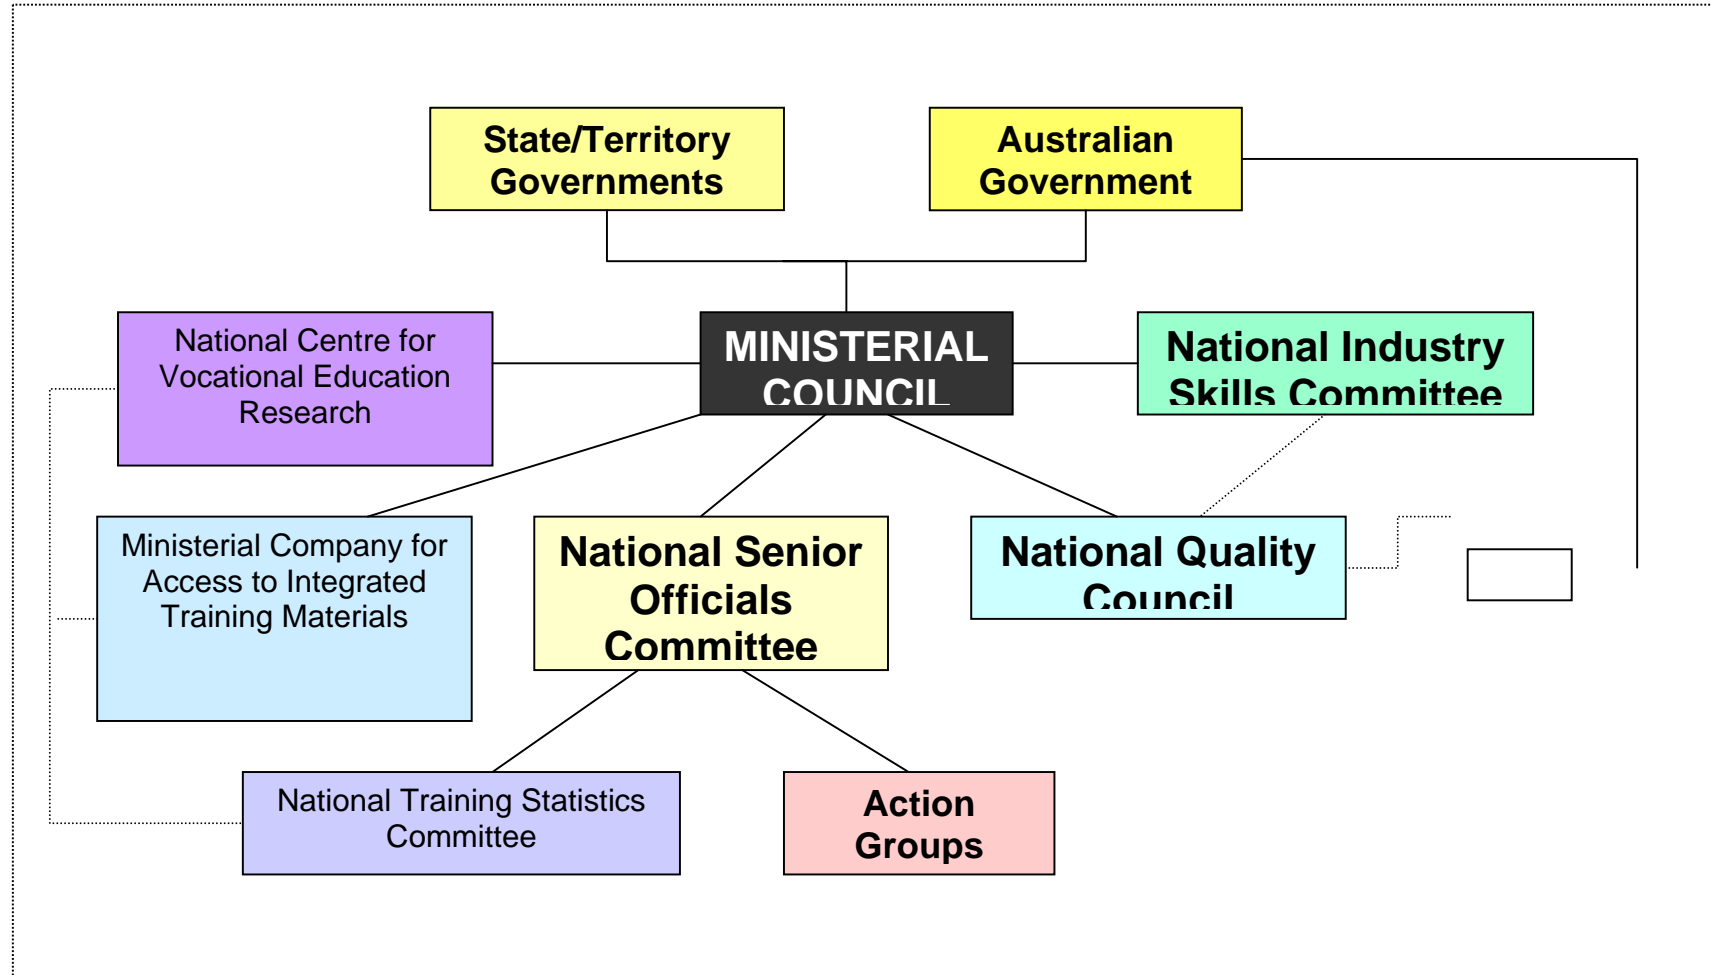 State/Territory
Governments
Australian
Government
National Centre for
Vocational Education
Research
MINISTERIAL
COUNCIL
National Industry
Skills Committee
Ministerial Company for
Access to Integrated
Training Materials
National Senior
Officials
Committee
National Quality
Council
National Training Statistics
Committee
Action
Groups